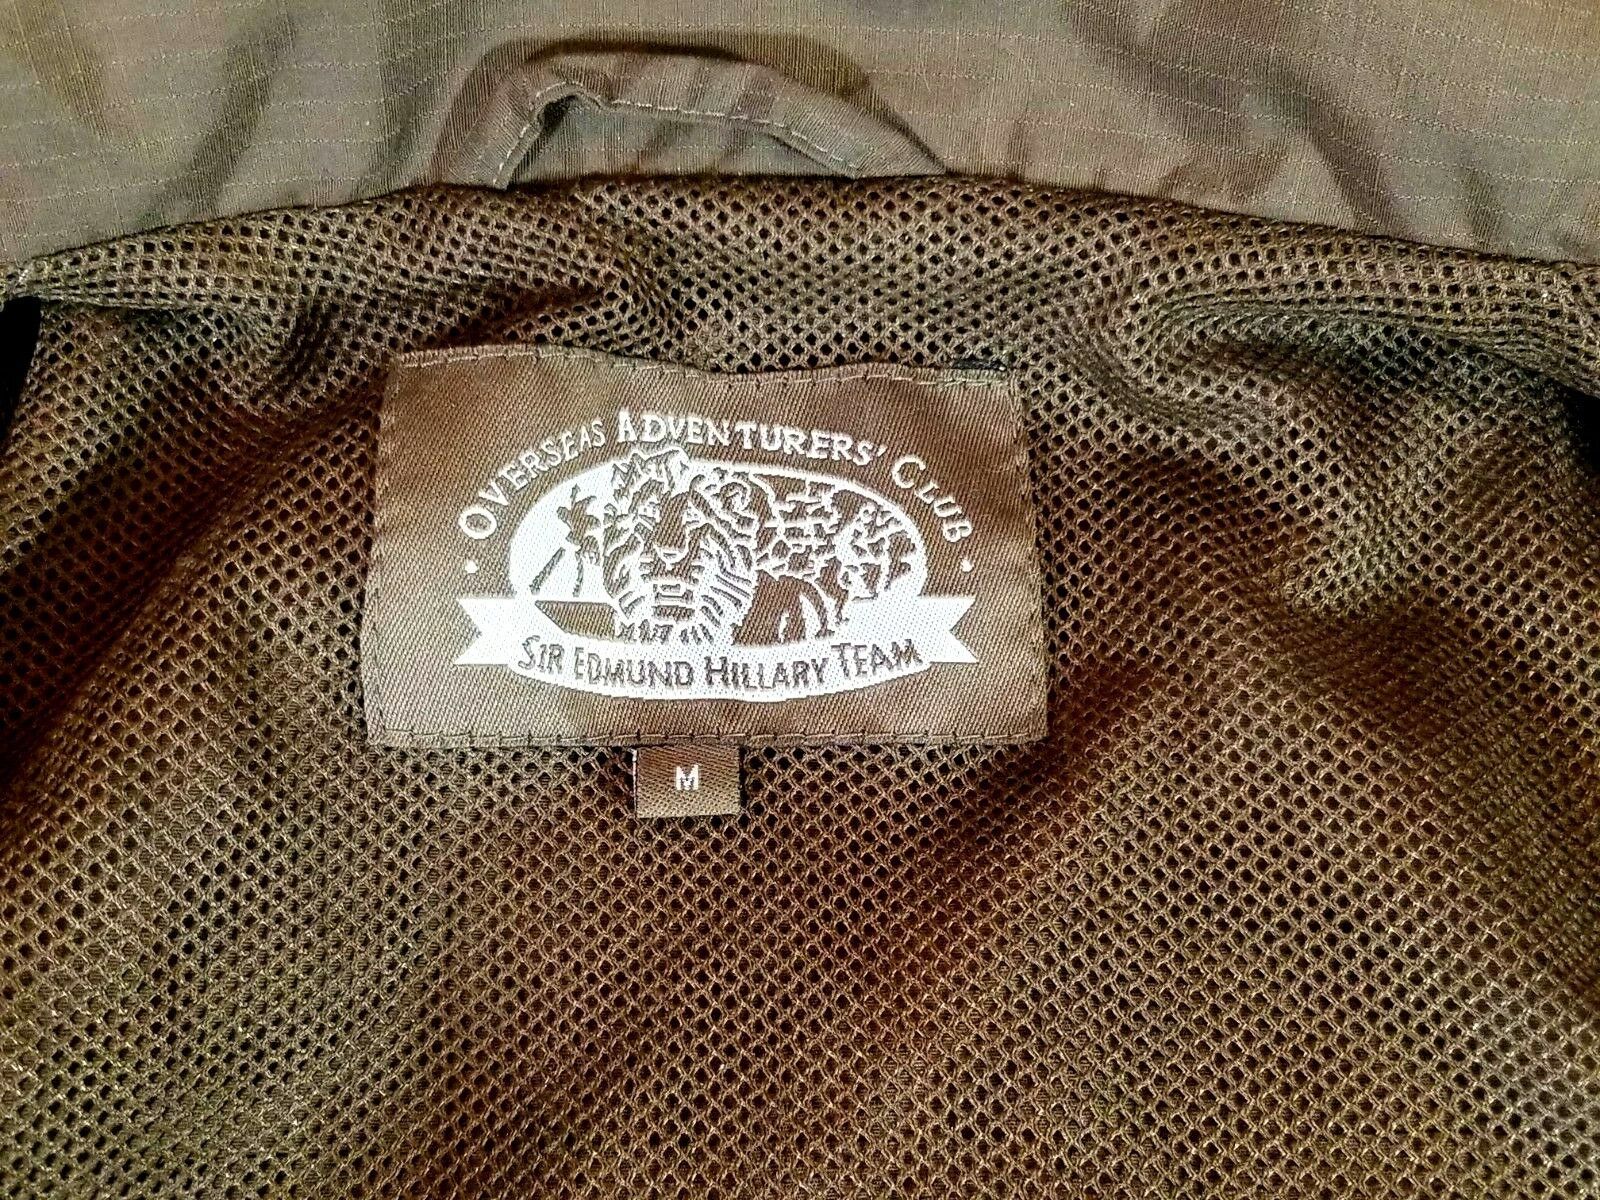 Overseas Adventurers' Club
Sir Edmund Hillary Team
M